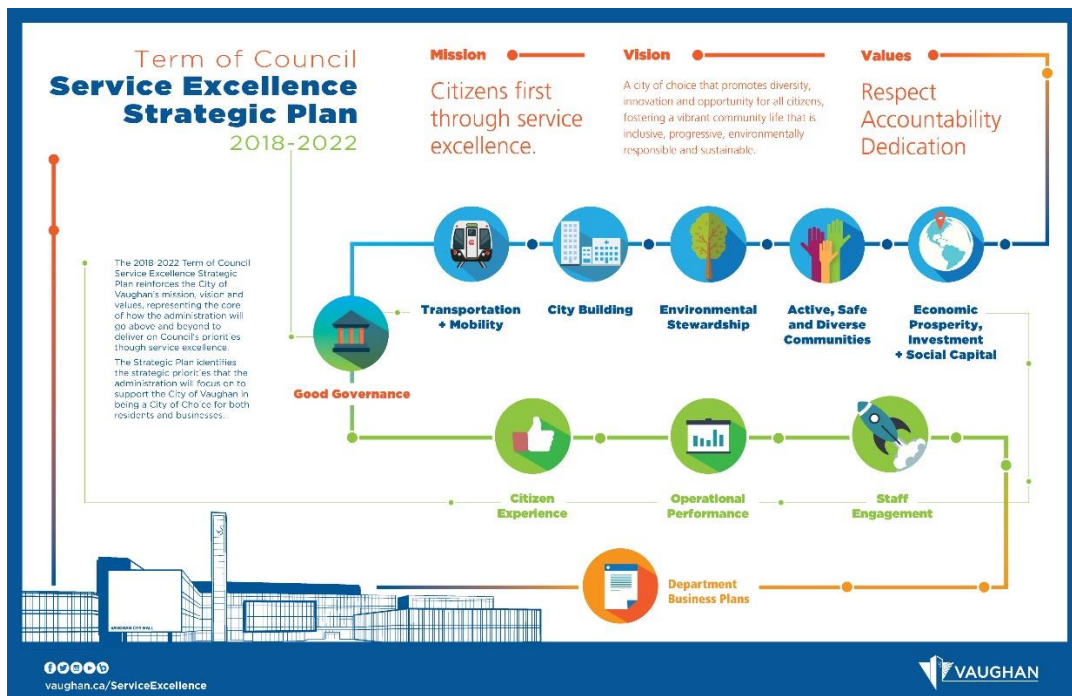 Term of Council
Service Excellence
Strategic Plan
2018-2022
Mission
Citizens first
through service
excellence.
Vision
A city of choice that promotes diversity,
innovation and opportunity for all citizens,
fostering a vibrant community life that is
inclusive, progressive, environmentally
responsible and sustainable.
Values
Respect
Accountability
Dedication
The 2018-2022 Term of Council
Service Excellence Strategic
Plan reinforces the City of
Vaughan's mission, vision and
values, representing the core
of how the administration will
go above and beyond to
deliver on Council's priorities
though service excellence.
The Strategic Plan identifies
the strategic priorities that the
administration will focus on to
support the City of Vaughan in
being a City of Choice for both
residents and businesses.
Good Governance
Transportation
+ Mobility
City Building
Environmental
Stewardship
Active, Safe
and Diverse
Communities
Economic
Prosperity,
Investment
+ Social Capital
Citizen
Experience
Operational
Performance
Staff
Engagement
Department
Business Plans
VAUGHAN CITY HALL
vaughan.ca/ServiceExcellence
VAUGHAN